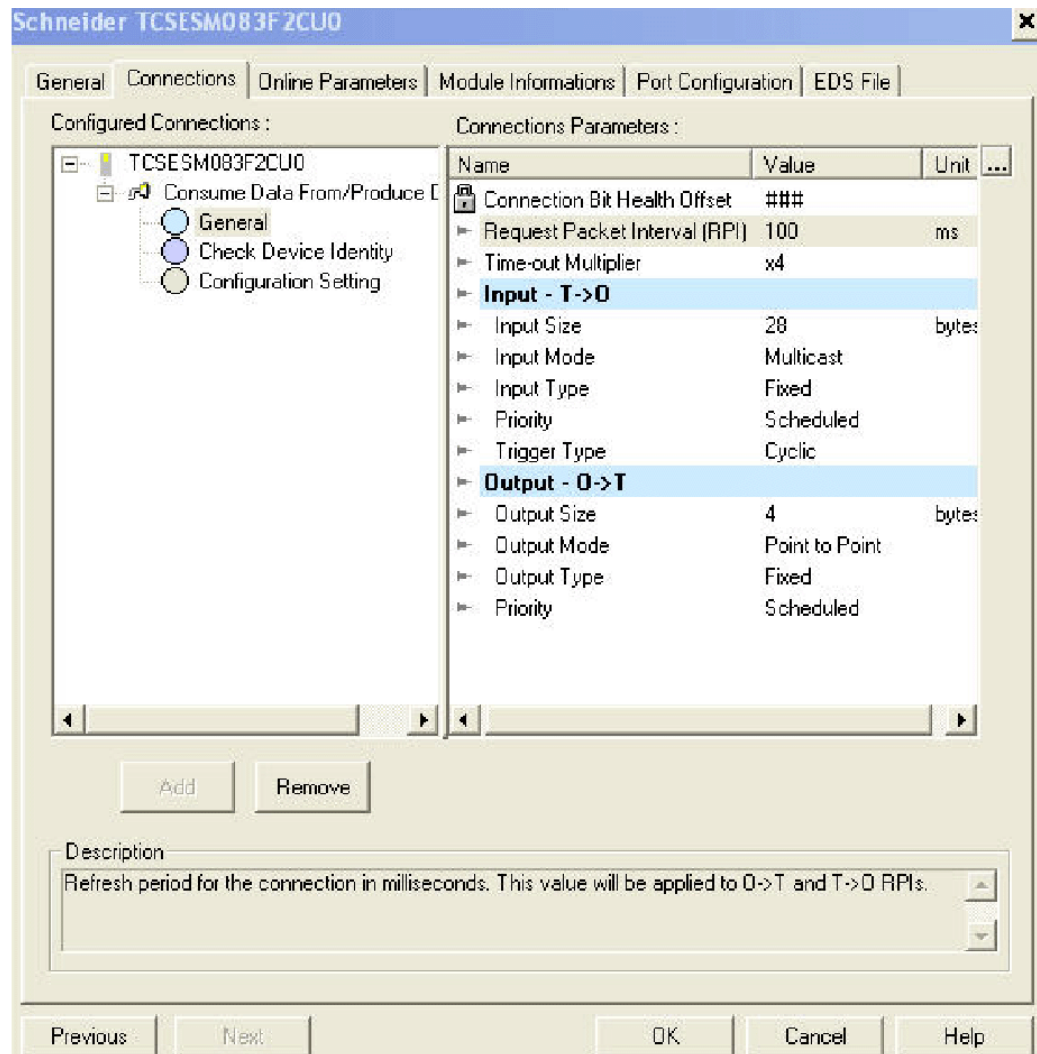 Schneider TCSESM083F2CU0
General Connections Online Parameters Module Informations Port Configuration EDS File
Configured Connections :
TCSESM083F2CU0
Consume Data From/Produce D
General
Check Device Identity
Configuration Setting
Connections Parameters :
Name Value Unit ...
Connection Bit Health Offset ###
Request Packet Interval (RPI) 100 ms
Time-out Multiplier x4
Input - T->O
Input Size 28 bytes
Input Mode Multicast
Input Type Fixed
Priority Scheduled
Trigger Type Cyclic
Output - O->T
Output Size 4 bytes
Output Mode Point to Point
Output Type Fixed
Priority Scheduled
Add Remove
Description
Refresh period for the connection in milliseconds. This value will be applied to O->T and T->O RPIs.
Previous Next OK Cancel Help